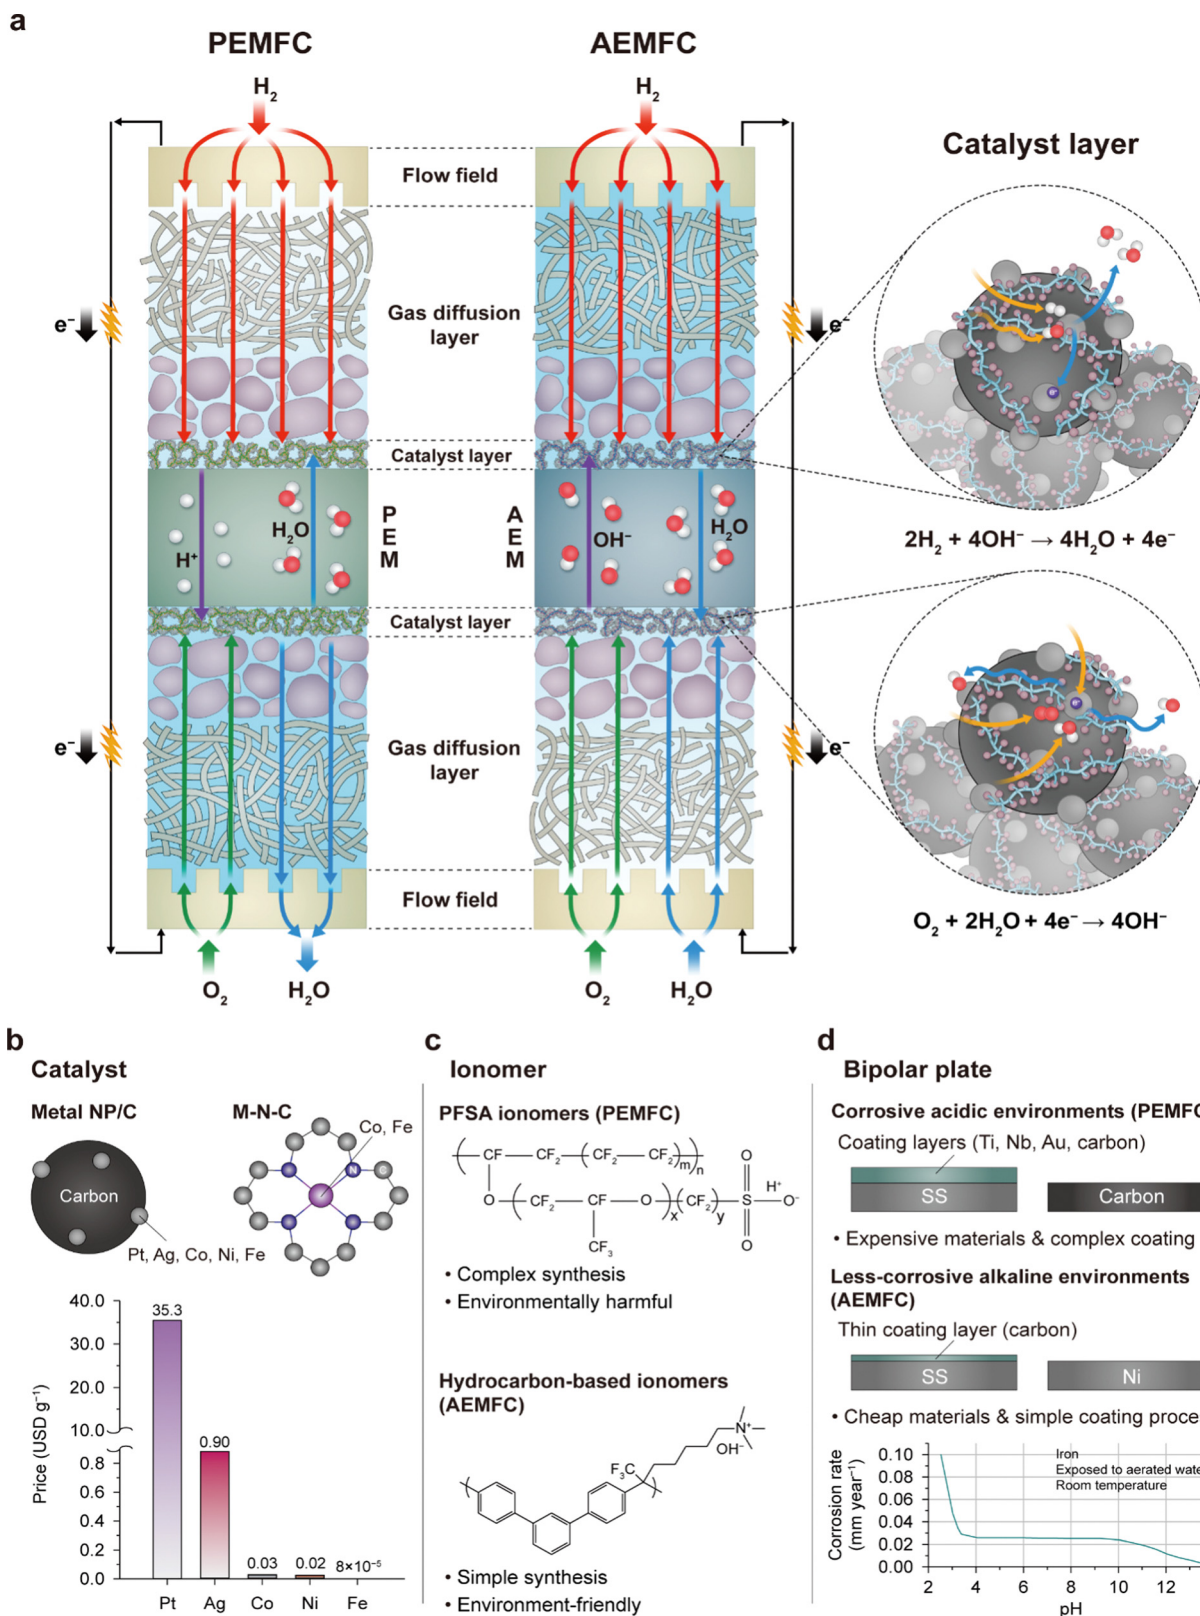 a
PEMFC
AEMFC
H₂
H₂
Catalyst layer
Flow field
Gas diffusion
layer
e⁻
e⁻
Catalyst layer
H⁺
H₂O
PEM
AEM
OH⁻
H₂O
2H₂ + 4OH⁻ → 4H₂O + 4e⁻
Catalyst layer
e⁻
Gas diffusion
layer
e⁻
Flow field
O₂ + 2H₂O + 4e⁻ → 4OH⁻
O₂
H₂O
O₂
H₂O
b
Catalyst
Metal NP/C
M-N-C
Co, Fe
N
C
Carbon
Pt, Ag, Co, Ni, Fe
Price (USD g⁻¹)
40.0
30.0
20.0
10.0
0.8
0.6
0.4
0.2
0.0
35.3
0.90
0.03
0.02
8×10⁻⁵
Pt
Ag
Co
Ni
Fe
c
Ionomer
PFSA ionomers (PEMFC)
( CF — CF₂ — ( CF₂ — CF₂ )m )n
O
O — ( CF₂ — CF — O )x ( CF₂ )y — S — O⁻
H⁺
CF₃
O
• Complex synthesis
• Environmentally harmful
Hydrocarbon-based ionomers
(AEMFC)
N⁺
OH⁻
F₃C
• Simple synthesis
• Environment-friendly
d
Bipolar plate
Corrosive acidic environments (PEMFC
Coating layers (Ti, Nb, Au, carbon)
SS
Carbon
• Expensive materials & complex coating
Less-corrosive alkaline environments
(AEMFC)
Thin coating layer (carbon)
SS
Ni
• Cheap materials & simple coating proce
Corrosion rate
(mm year⁻¹)
0.10
0.08
0.06
0.04
0.02
0.00
Iron
Exposed to aerated wate
Room temperature
2
4
6
8
10
12
pH